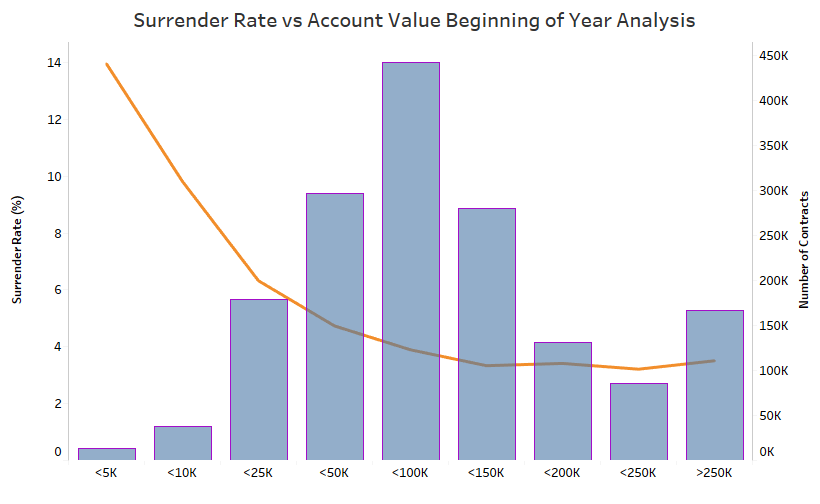 Surrender Rate vs Account Value Beginning of Year Analysis
Surrender Rate (%)
14
12
10
8
6
4
2
0
450K
400K
350K
300K
250K
200K
150K
100K
50K
0K
Number of Contracts
<5K
<10K
<25K
<50K
<100K
<150K
<200K
<250K
>250K